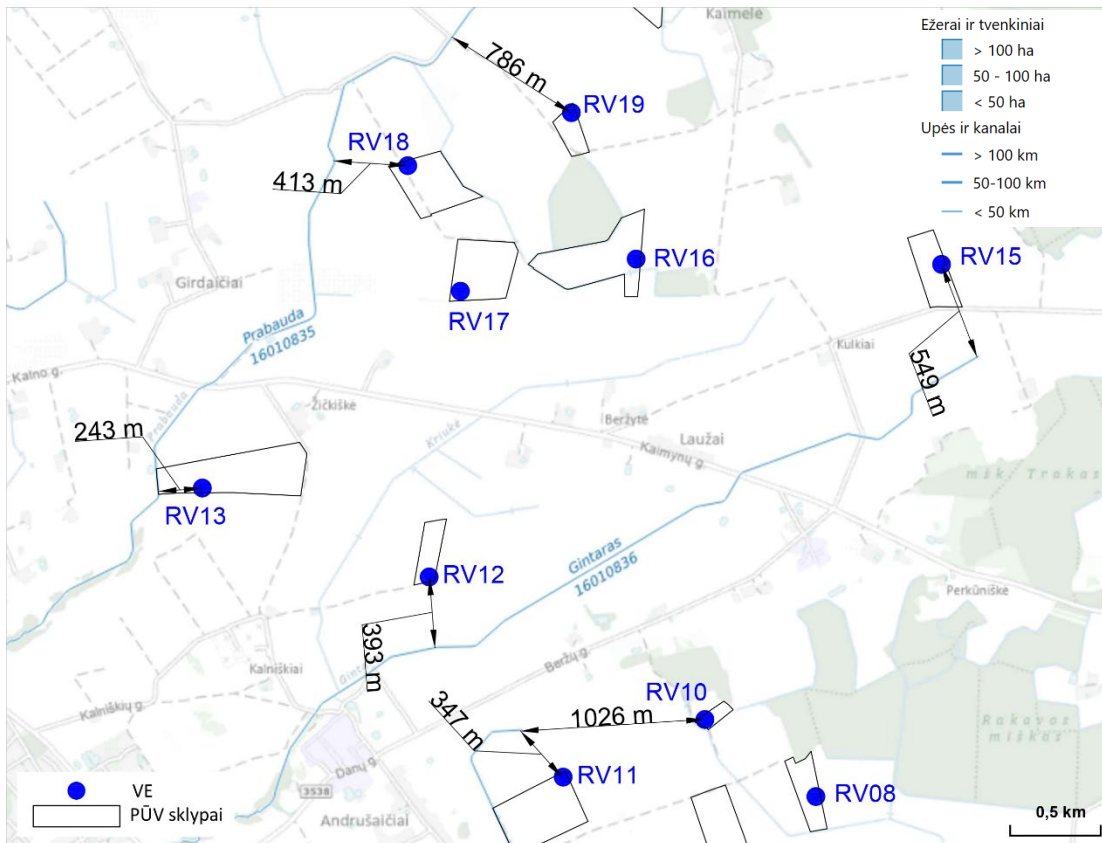 Kaimelė
Ežerai ir tvenkiniai
> 100 ha
50 - 100 ha
< 50 ha
Upės ir kanalai
> 100 km
50-100 km
< 50 km
786 m
RV19
RV18
413 m
RV16
RV15
Girdaičiai
RV17
Prabauda
16010835
Kulkiai
549 m
Kalno g.
Prabauda
Žičkiškė
Beržytė
Laužai
Kaimynų g.
Kriukė
243 m
RV13
mšk. Trakas
Gintaras
16010836
RV12
Perkūniškė
393 m
Beržų g.
Kalniškiai
Kalniškių g.
347 m
RV10
1026 m
Rakavos
miškas
Danų g.
RV11
RV08
3538
Andrušaičiai
VE
PŪV sklypai
0,5 km